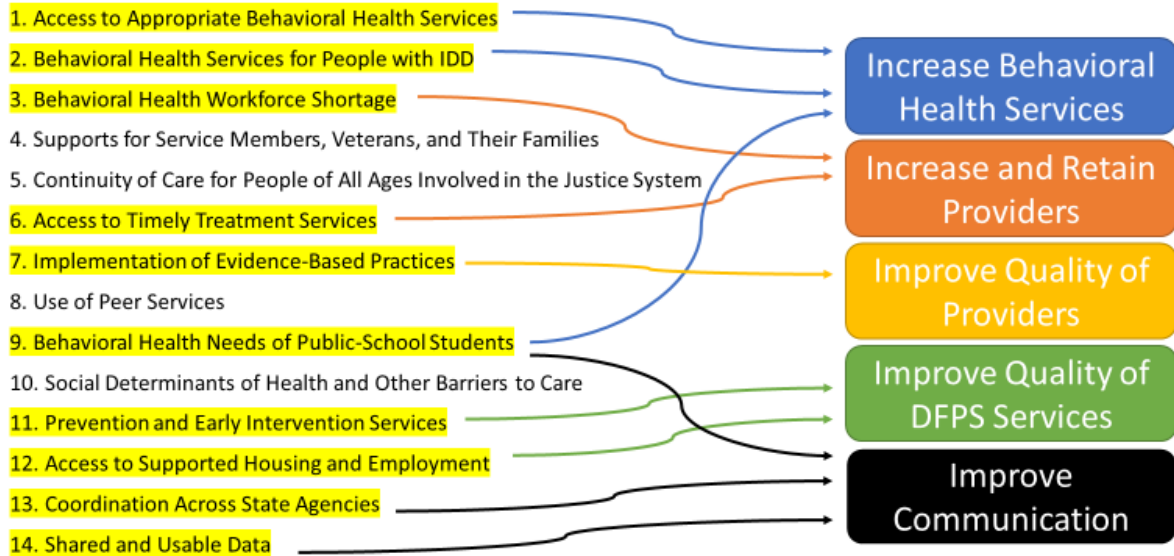 1. Access to Appropriate Behavioral Health Services
2. Behavioral Health Services for People with IDD
3. Behavioral Health Workforce Shortage
4. Supports for Service Members, Veterans, and Their Families
5. Continuity of Care for People of All Ages Involved in the Justice System
6. Access to Timely Treatment Services
7. Implementation of Evidence-Based Practices
8. Use of Peer Services
9. Behavioral Health Needs of Public-School Students
10. Social Determinants of Health and Other Barriers to Care
11. Prevention and Early Intervention Services
12. Access to Supported Housing and Employment
13. Coordination Across State Agencies
14. Shared and Usable Data
Increase Behavioral
Health Services
Increase and Retain
Providers
Improve Quality of
Providers
Improve Quality of
DFPS Services
Improve
Communication